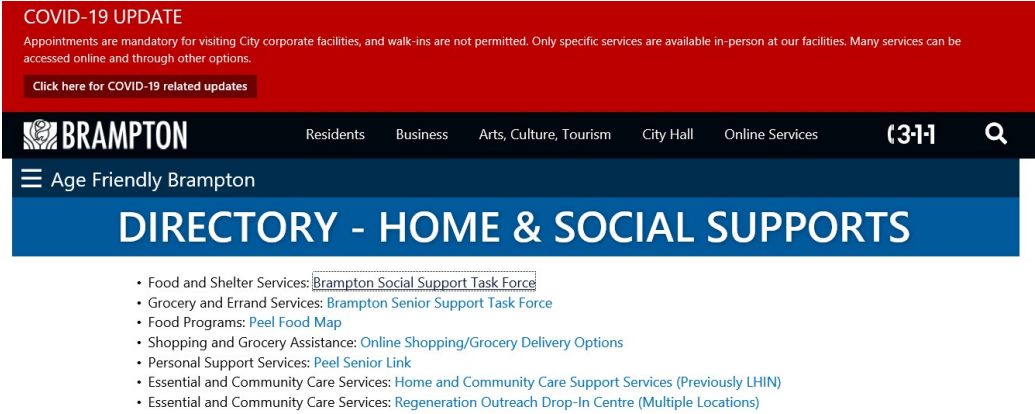 COVID-19 UPDATE
Appointments are mandatory for visiting City corporate facilities, and walk-ins are not permitted. Only specific services are available in-person at our facilities. Many services can be
accessed online and through other options.
Click here for COVID-19 related updates
BRAMPTON Residents Business Arts, Culture, Tourism City Hall Online Services 3-1-1
Age Friendly Brampton
DIRECTORY - HOME & SOCIAL SUPPORTS
• Food and Shelter Services: Brampton Social Support Task Force
• Grocery and Errand Services: Brampton Senior Support Task Force
• Food Programs: Peel Food Map
• Shopping and Grocery Assistance: Online Shopping/Grocery Delivery Options
• Personal Support Services: Peel Senior Link
• Essential and Community Care Services: Home and Community Care Support Services (Previously LHIN)
• Essential and Community Care Services: Regeneration Outreach Drop-In Centre (Multiple Locations)